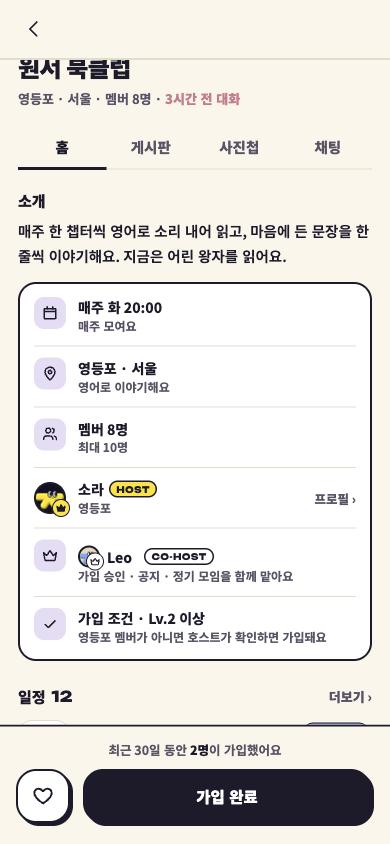 원서 북클럽
영등포 · 서울 · 멤버 8명 · 3시간 전 대화
홈 게시판 사진첩 채팅
소개
매주 한 챕터씩 영어로 소리 내어 읽고, 마음에 든 문장을 한
줄씩 이야기해요. 지금은 어린 왕자를 읽어요.
매주 화 20:00
매주 모여요
영등포 · 서울
영어로 이야기해요
멤버 8명
최대 10명
소라 HOST
영등포
프로필 ›
Leo CO-HOST
가입 승인 · 공지 · 정기 모임을 함께 맡아요
가입 조건 · Lv.2 이상
영등포 멤버가 아니면 호스트가 확인하면 가입돼요
일정 12 더보기 ›
최근 30일 동안 2명이 가입했어요
가입 완료